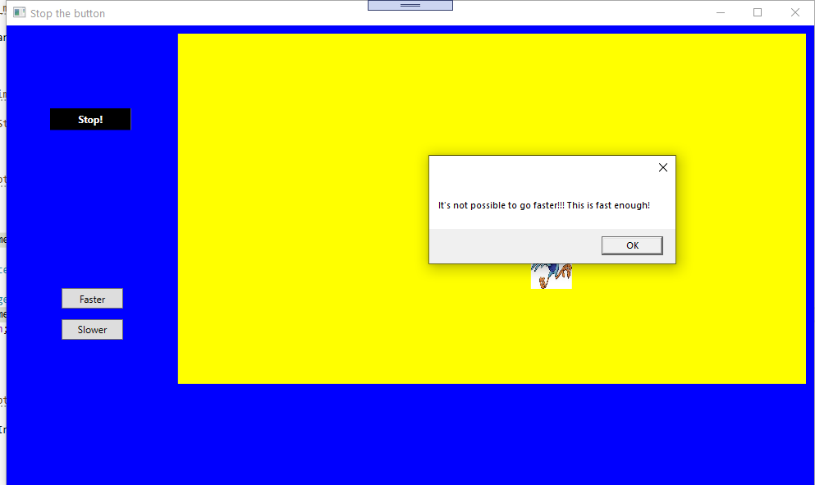 Stop the button
Stop!
It's not possible to go faster!!! This is fast enough!
OK
Faster
Slower